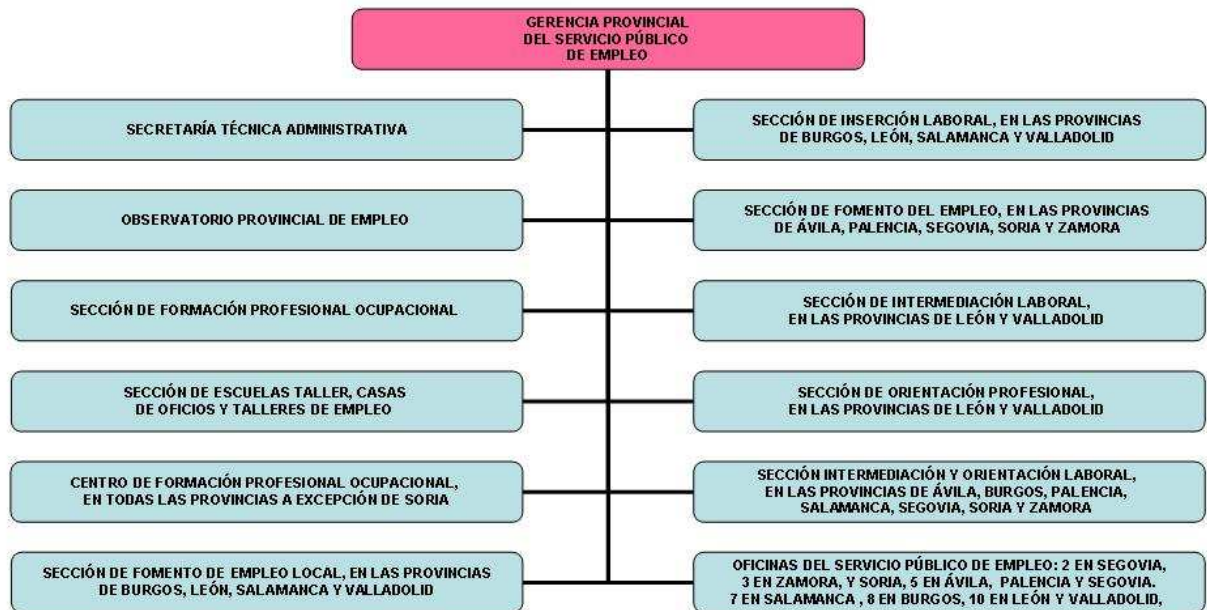 GERENCIA PROVINCIAL
DEL SERVICIO PÚBLICO
DE EMPLEO
SECRETARÍA TÉCNICA ADMINISTRATIVA
OBSERVATORIO PROVINCIAL DE EMPLEO
SECCIÓN DE FORMACIÓN PROFESIONAL OCUPACIONAL
SECCIÓN DE ESCUELAS TALLER, CASAS
DE OFICIOS Y TALLERES DE EMPLEO
CENTRO DE FORMACIÓN PROFESIONAL OCUPACIONAL,
EN TODAS LAS PROVINCIAS A EXCEPCIÓN DE SORIA
SECCIÓN DE FOMENTO DE EMPLEO LOCAL, EN LAS PROVINCIAS
DE BURGOS, LEÓN, SALAMANCA Y VALLADOLID
SECCIÓN DE INSERCIÓN LABORAL, EN LAS PROVINCIAS
DE BURGOS, LEÓN, SALAMANCA Y VALLADOLID
SECCIÓN DE FOMENTO DEL EMPLEO, EN LAS PROVINCIAS
DE ÁVILA, PALENCIA, SEGOVIA, SORIA Y ZAMORA
SECCIÓN DE INTERMEDIACIÓN LABORAL,
EN LAS PROVINCIAS DE LEÓN Y VALLADOLID
SECCIÓN DE ORIENTACIÓN PROFESIONAL,
EN LAS PROVINCIAS DE LEÓN Y VALLADOLID
SECCIÓN INTERMEDIACIÓN Y ORIENTACIÓN LABORAL,
EN LAS PROVINCIAS DE ÁVILA, BURGOS, PALENCIA,
SALAMANCA, SEGOVIA, SORIA Y ZAMORA
OFICINAS DEL SERVICIO PÚBLICO DE EMPLEO: 2 EN SEGOVIA,
3 EN ZAMORA, Y SORIA, 5 EN ÁVILA, PALENCIA Y SEGOVIA.
7 EN SALAMANCA , 8 EN BURGOS, 10 EN LEÓN Y VALLADOLID,